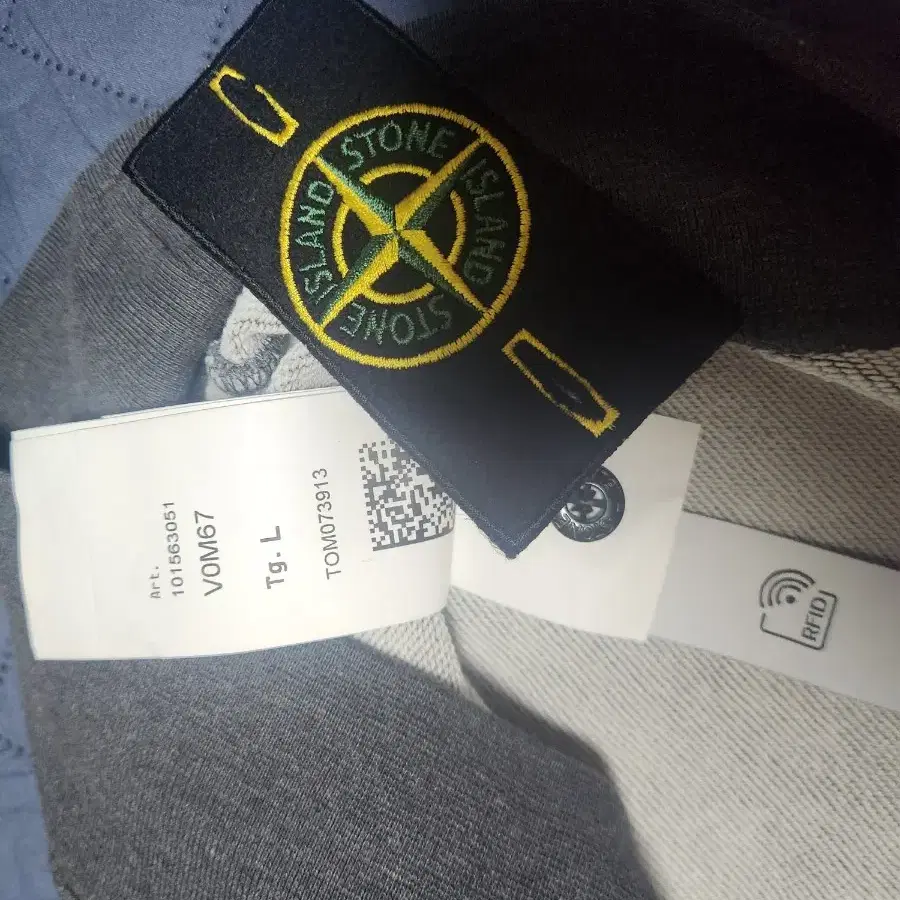 STONE
ISLAND
STONE
ISLAND
Art.
101563051
V0M67
Tg. L
TOM073913
RFID